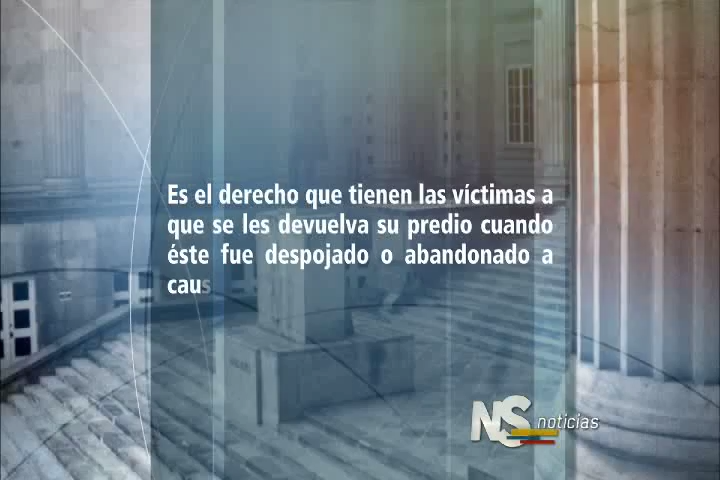 Es el derecho que tienen las víctimas a
que se les devuelva su predio cuando
éste fue despojado o abandonado a
caus
NS noticias